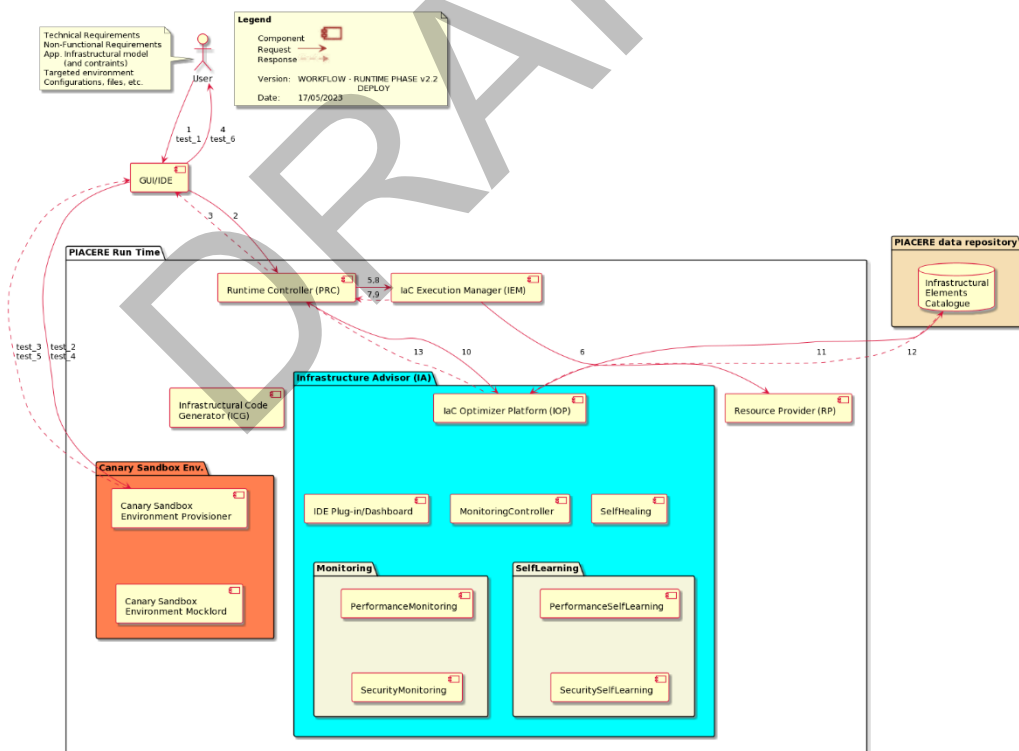 Technical Requirements
Non-Functional Requirements
App. Infrastructural model
(and contraints)
Targeted environment
Configurations, files, etc.
User
Legend
Component
Request
Response
Version: WORKFLOW - RUNTIME PHASE v2.2
DEPLOY
Date: 17/05/2023
DRAF
1
test_1
4
test_6
GUI/IDE
3
2
PIACERE Run Time
PIACERE data repository
Infrastructural
Elements
Catalogue
Runtime Controller (PRC)
5,8
7,9
IaC Execution Manager (IEM)
test_3
test_5
test_2
test_4
13
10
6
11
12
Infrastructure Advisor (IA)
Infrastructural Code
Generator (ICG)
IaC Optimizer Platform (IOP)
Resource Provider (RP)
Canary Sandbox Env.
Canary Sandbox
Environment Provisioner
IDE Plug-in/Dashboard
MonitoringController
SelfHealing
Monitoring
SelfLearning
Canary Sandbox
Environment Mocklord
PerformanceMonitoring
PerformanceSelfLearning
SecurityMonitoring
SecuritySelfLearning